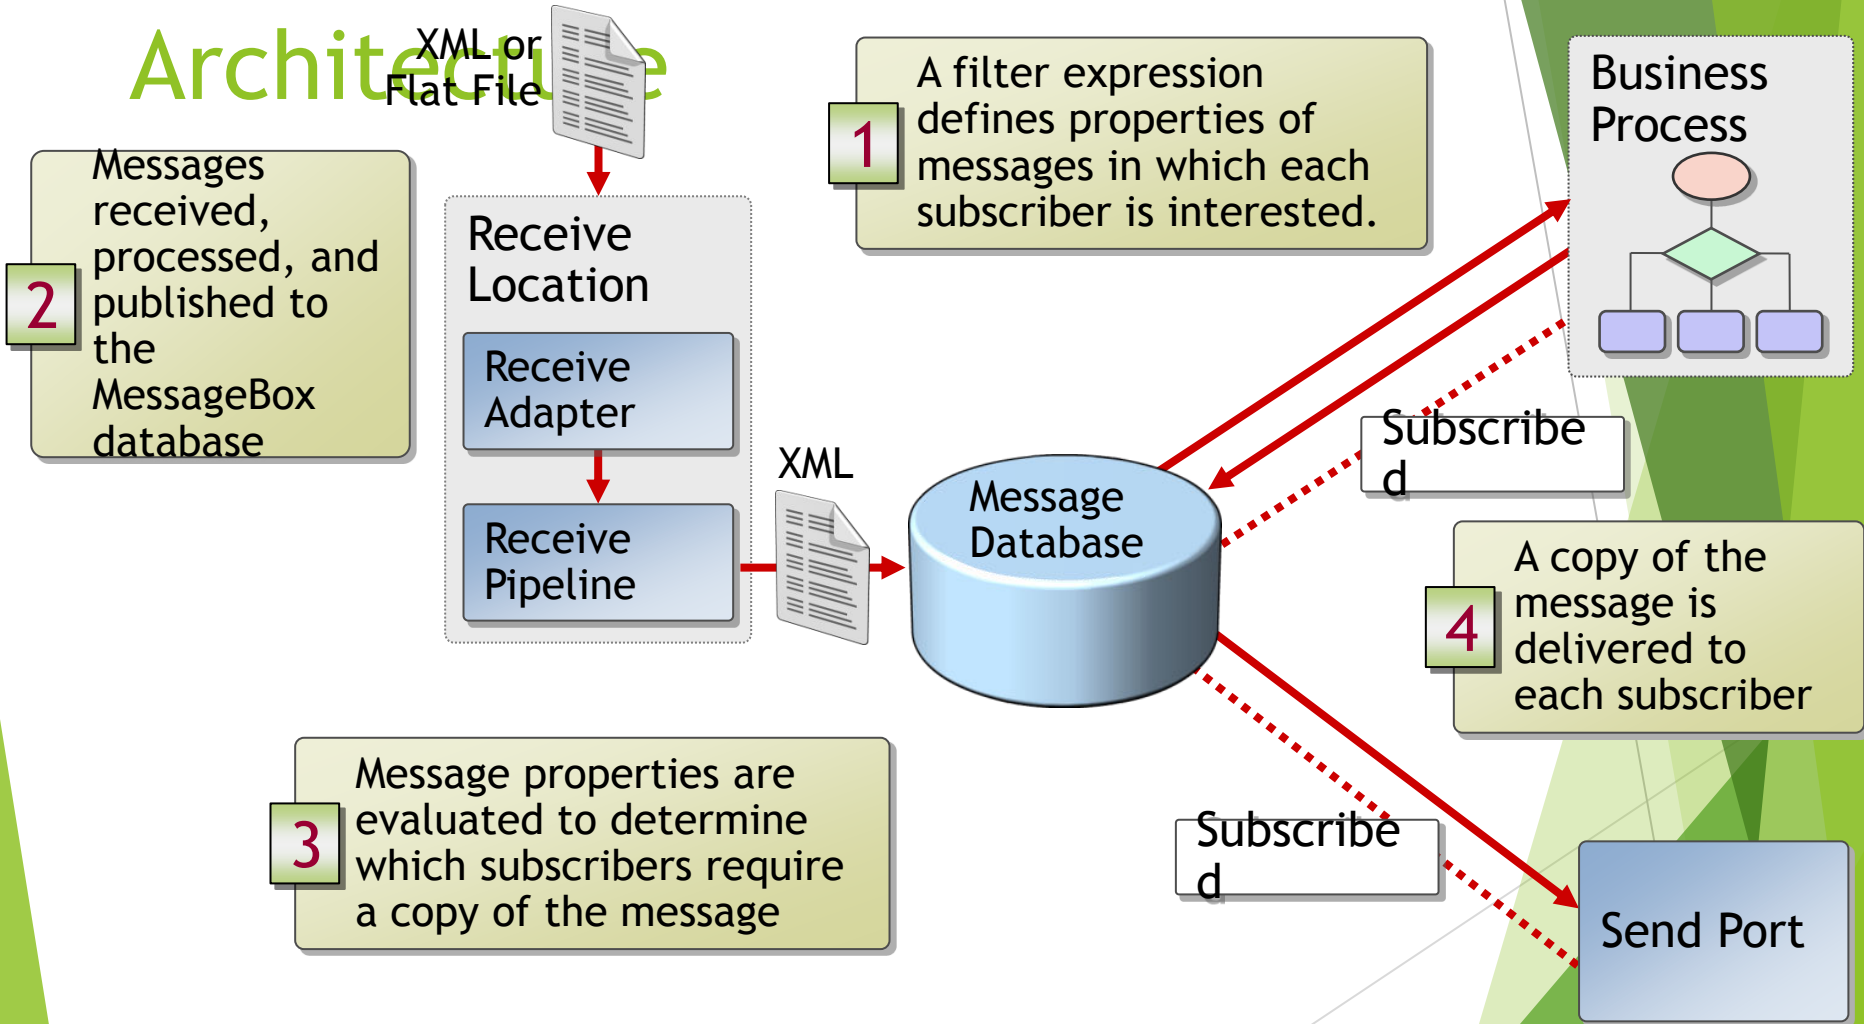 Architecture
XML or
Flat File
1
A filter expression
defines properties of
messages in which each
subscriber is interested.
Business
Process
2
Messages
received,
processed, and
published to
the
MessageBox
database
Receive
Location
Receive
Adapter
Receive
Pipeline
XML
Message
Database
Subscribe
d
4
A copy of the
message is
delivered to
each subscriber
3
Message properties are
evaluated to determine
which subscribers require
a copy of the message
Subscribe
d
Send Port